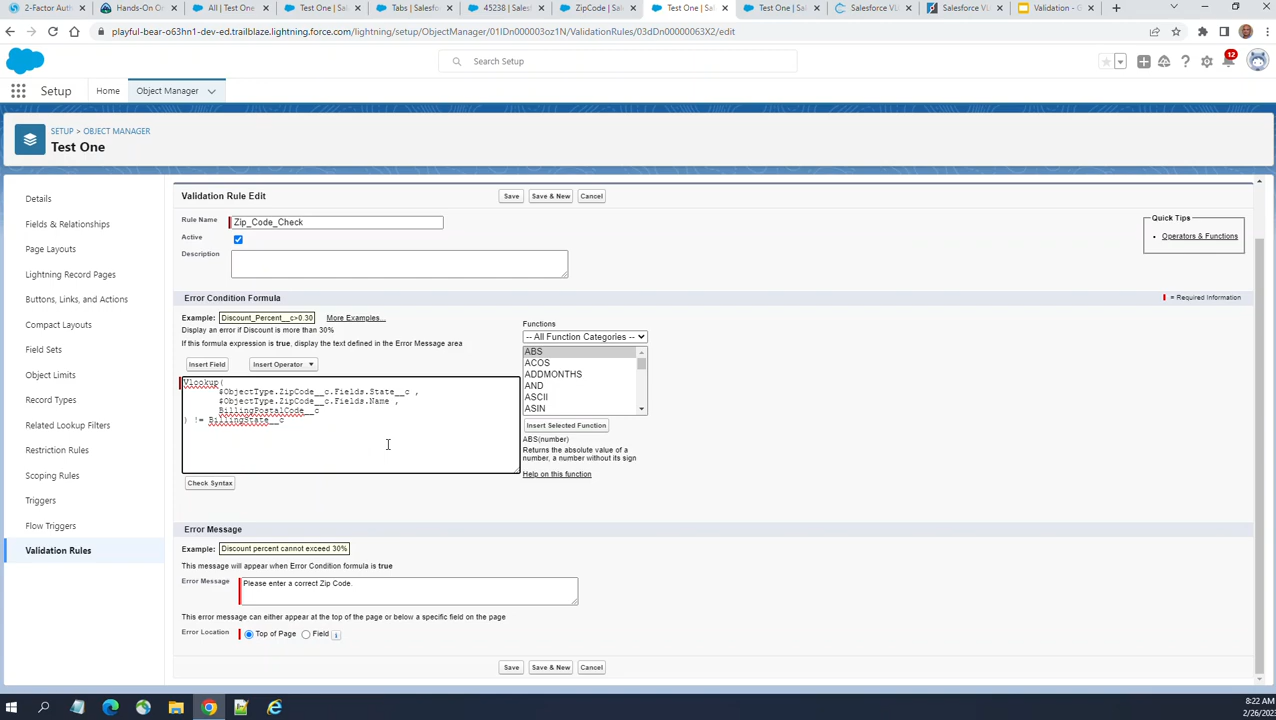 2-Factor Auth
Hands-On Or
All | Test One
Test One | S
Tabs | Salesf
45238 | Sales
ZipCode | Sa
Test One | S
Test One | S
Salesforce VL
Salesforce VL
Validation - G
playful-bear-o63hn1-dev-ed.trailblaze.lightning.force.com/lightning/setup/ObjectManager/01IDn000003oz1N/ValidationRules/03dDn00000063X2/edit
Search Setup
12
Setup
Home
Object Manager
SETUP > OBJECT MANAGER
Test One
Details
Fields & Relationships
Page Layouts
Lightning Record Pages
Buttons, Links, and Actions
Compact Layouts
Field Sets
Object Limits
Record Types
Related Lookup Filters
Restriction Rules
Scoping Rules
Triggers
Flow Triggers
Validation Rules
Validation Rule Edit
Save
Save & New
Cancel
Rule Name
Zip_Code_Check
Active
Description
Quick Tips
• Operators & Functions
Error Condition Formula
= Required Information
Example: Discount_Percent__c>0.30 More Examples...
Display an error if Discount is more than 30%
If this formula expression is true, display the text defined in the Error Message area
Insert Field
Insert Operator
Functions
-- All Function Categories --
ABS
ACOS
ADDMONTHS
AND
ASCII
ASIN
Insert Selected Function
ABS(number)
Returns the absolute value of a
number, a number without its sign
Help on this function
Vlookup(
#ObjectType.ZipCode__c.Fields.State__c ,
#ObjectType.ZipCode__c.Fields.Name ,
BillingPostalCode__c
) != BillingState__c
Check Syntax
Error Message
Example: Discount percent cannot exceed 30%
This message will appear when Error Condition formula is true
Error Message
Please enter a correct Zip Code.
This error message can either appear at the top of the page or below a specific field on the page
Error Location
Top of Page
Field
i
Save
Save & New
Cancel
8:22 AM
2/26/2023